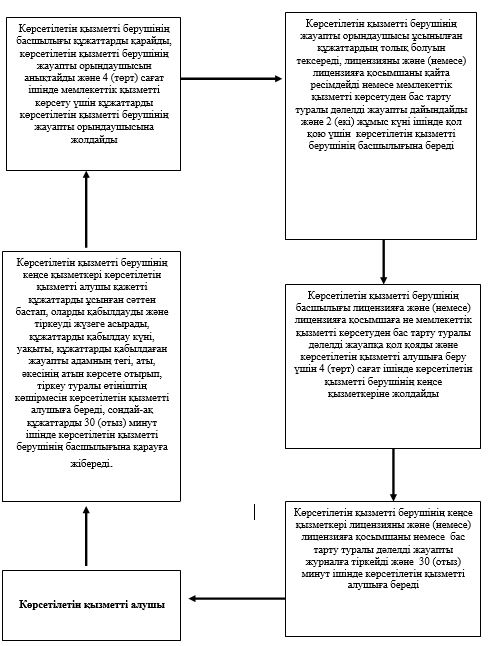 Көрсетілетін қызметті берушінің
басшылығы құжаттарды қарайды,
көрсетілетін қызметті берушінің
жауапты орындаушысын
анықтайды және 4 (төрт) сағат
ішінде мемлекеттік қызметті
көрсету үшін құжаттарды
көрсетілетін қызметті берушінің
жауапты орындаушысына
жолдайды
Көрсетілетін қызметті берушінің
жауапты орындаушысы ұсынылған
құжаттардың толық болуын
тексереді, лицензияны және (немесе)
лицензияға қосымшаны қайта
ресімдейді немесе мемлекеттік
қызметті көрсетуден бас тарту
туралы дәлелді жауапты дайындайды
және 2 (екі) жұмыс күні ішінде қол
қою үшін көрсетілетін қызметті
берушінің басшылығына береді
Көрсетілетін қызметті берушінің
басшылығы лицензияға және (немесе)
лицензияға қосымшаға не мемлекеттік
қызметті көрсетуден бас тарту туралы
дәлелді жауапқа қол қояды және
көрсетілетін қызметті алушыға беру
үшін 4 (төрт) сағат ішінде көрсетілетін
қызметті берушінің кеңсе
қызметкеріне жолдайды
Көрсетілетін қызметті берушінің кеңсе
қызметкері лицензияны және (немесе)
лицензияға қосымшаны немесе бас
тарту туралы дәлелді жауапты
журналға тіркейді және 30 (отыз)
минут ішінде көрсетілетін қызметті
алушыға береді
Көрсетілетін қызметті берушінің
кеңсе қызметкері көрсетілетін
қызметті алушы қажетті
құжаттарды ұсынған сәттен
бастап, оларды қабылдауды және
тіркеуді жүзеге асырады,
құжаттарды қабылдау күні,
уақыты, құжаттарды қабылдаған
жауапты адамның тегі, аты,
әкесінің атын көрсете отырып,
тіркеу туралы өтініштің
көшірмесін көрсетілетін қызметті
алушыға береді, сондай-ақ
құжаттарды 30 (отыз) минут
ішінде көрсетілетін қызметті
берушінің басшылығына қарауға
жібереді.
Көрсетілетін қызметті алушы